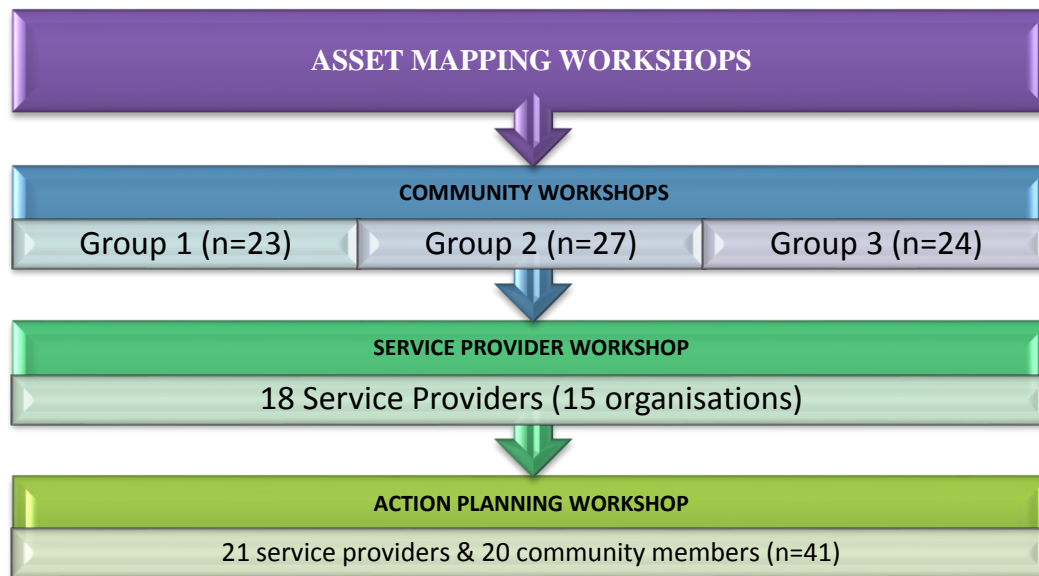 ASSET MAPPING WORKSHOPS
COMMUNITY WORKSHOPS
Group 1 (n=23)
Group 2 (n=27)
Group 3 (n=24)
SERVICE PROVIDER WORKSHOP
18 Service Providers (15 organisations)
ACTION PLANNING WORKSHOP
21 service providers & 20 community members (n=41)